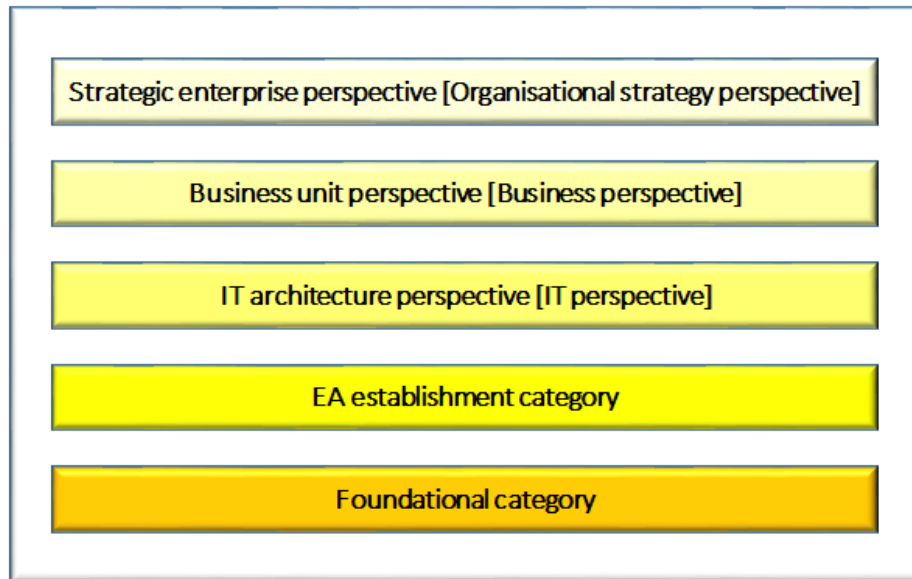 Strategic enterprise perspective [Organisational strategy perspective]
Business unit perspective [Business perspective]
IT architecture perspective [IT perspective]
EA establishment category
Foundational category